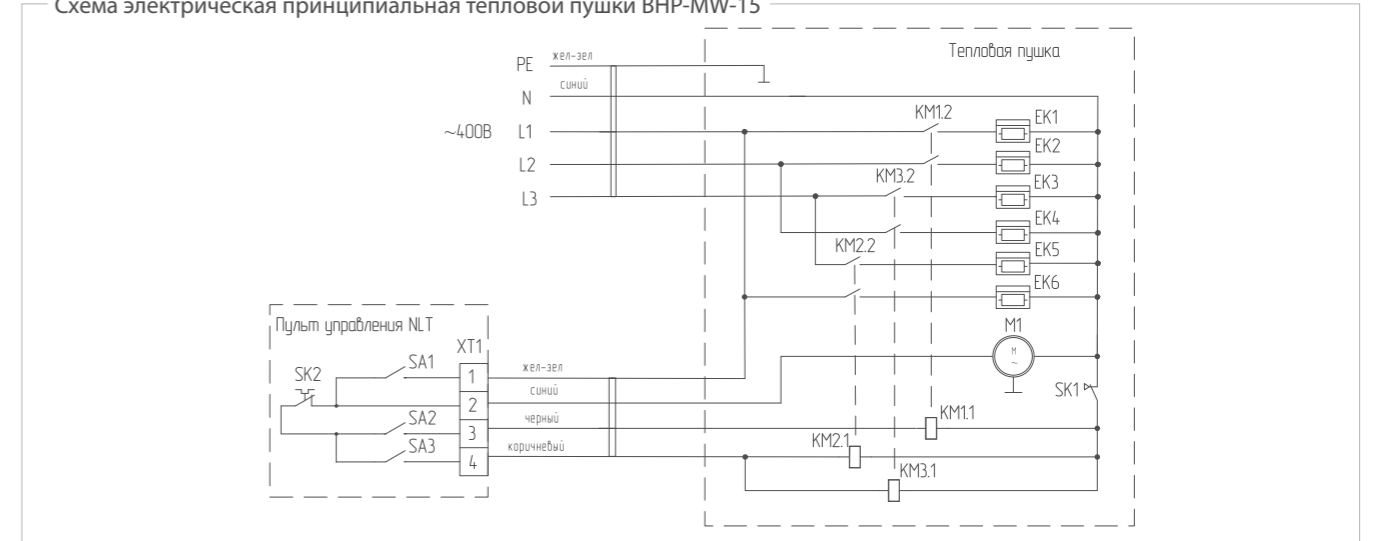 Схема электрическая принципиальная тепловой пушки BHP-MW-15
Тепловая пушка
PE жел-зел
N синий
~400В L1
L2
L3
KM1.2
EK1
EK2
KM3.2
EK3
EK4
KM2.2
EK5
EK6
M1
M
~
SK1
Пульт управления NLT
XT1
SK2
SA1
1 жел-зел
2 синий
SA2
3 черный
SA3
4 коричневый
KM1.1
KM2.1
KM3.1